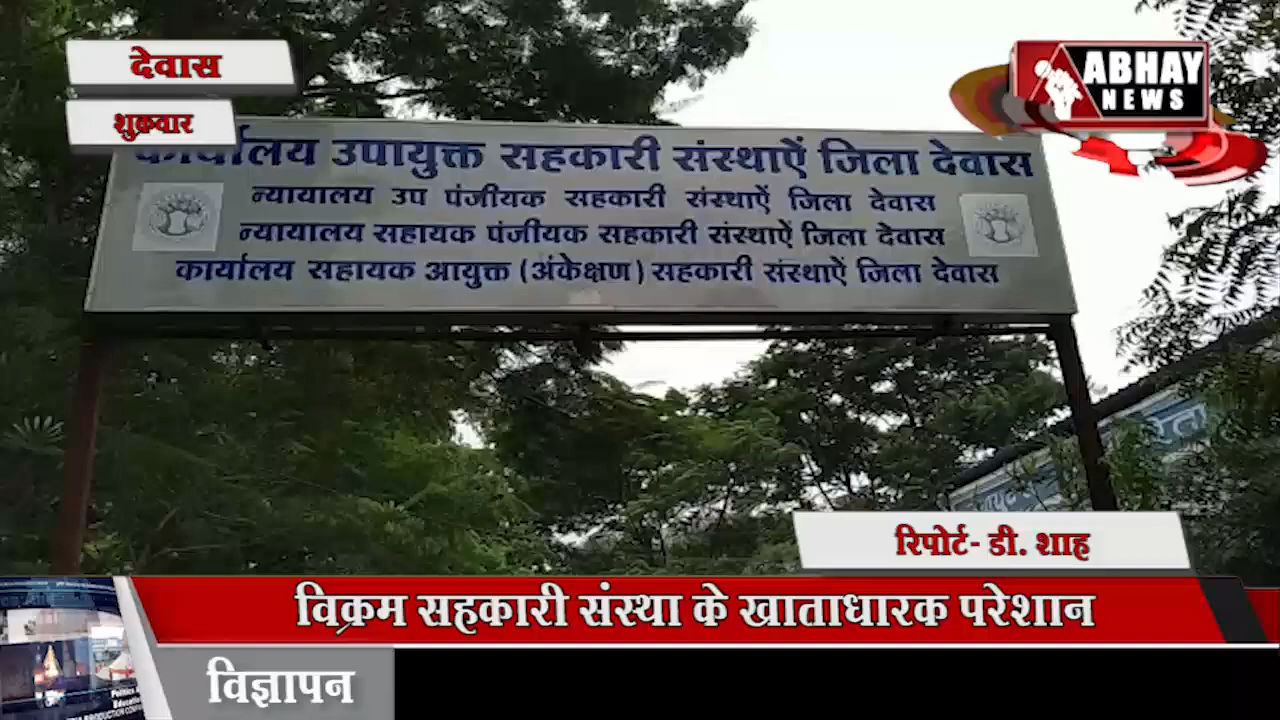 देवास
शुक्रवार
ABHAY
NEWS
कार्यालय उपायुक्त सहकारी संस्थाऐं जिला देवास
न्यायालय उप पंजीयक सहकारी संस्थाऐं जिला देवास
न्यायालय सहायक पंजीयक सहकारी संस्थाऐं जिला देवास
कार्यालय सहायक आयुक्त (अंकेक्षण) सहकारी संस्थाऐं जिला देवास
रिपोर्ट- डी. शाह
विक्रम सहकारी संस्था के खाताधारक परेशान
विज्ञापन